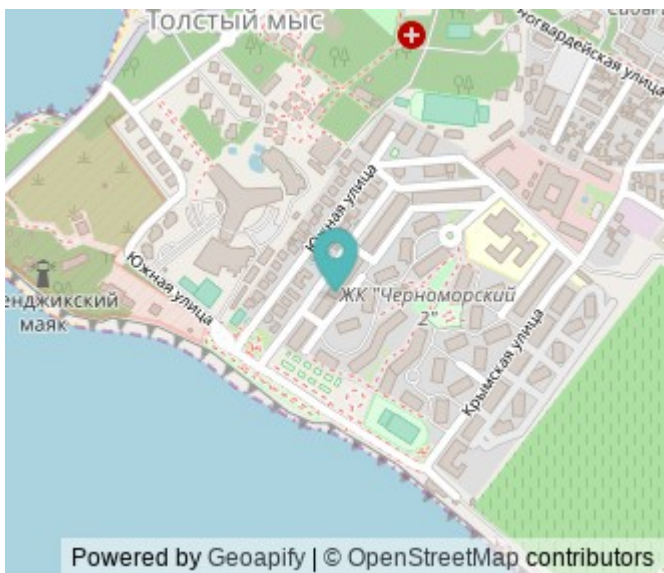 Толстый мыс
ногвардейская улица
Южная улица
Южная улица
енджикский
маяк
ЖК "Черноморский
2"
Крымская улица
Powered by Geoapify | © OpenStreetMap contributors